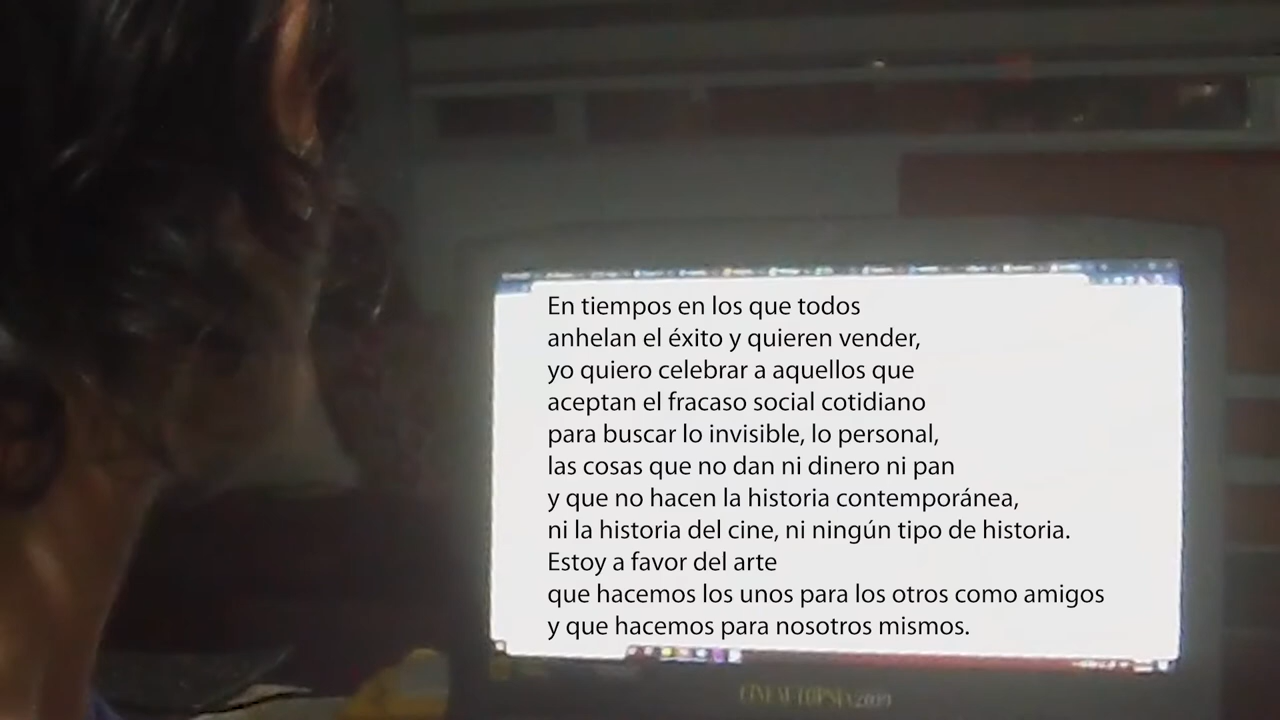 En tiempos en los que todos
anhelan el éxito y quieren vender,
yo quiero celebrar a aquellos que
aceptan el fracaso social cotidiano
para buscar lo invisible, lo personal,
las cosas que no dan ni dinero ni pan
y que no hacen la historia contemporánea,
ni la historia del cine, ni ningún tipo de historia.
Estoy a favor del arte
que hacemos los unos para los otros como amigos
y que hacemos para nosotros mismos.